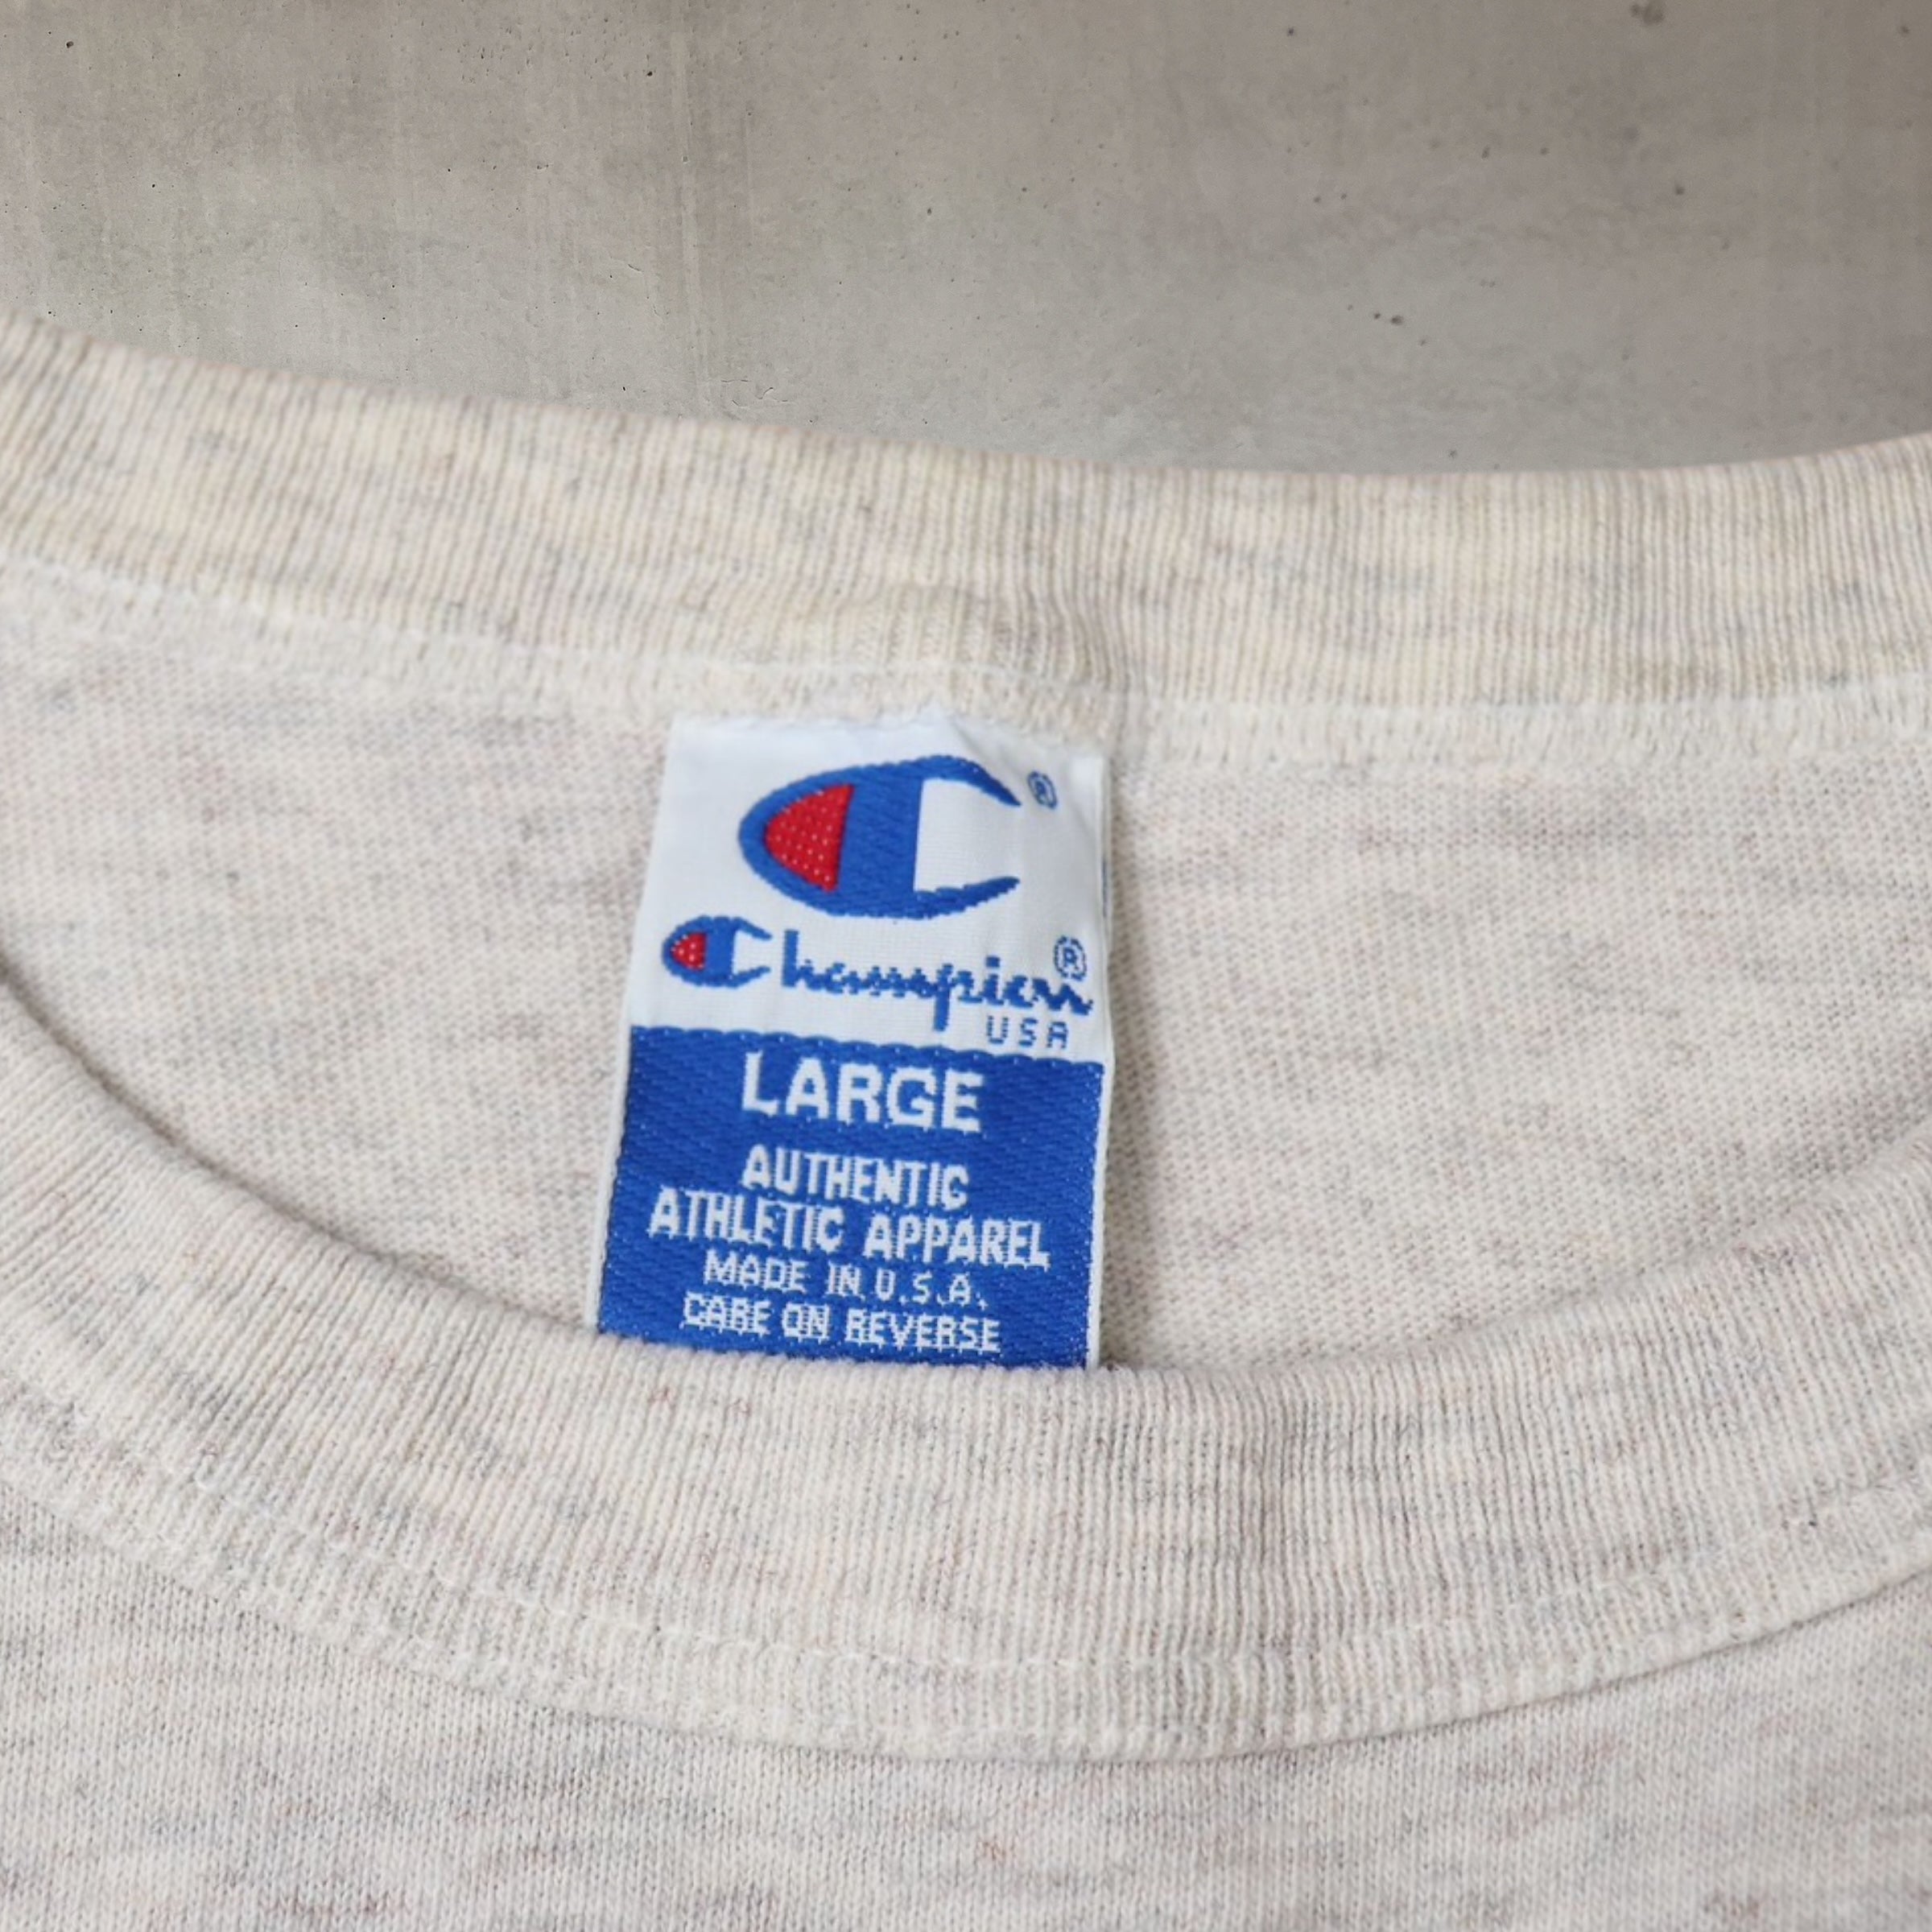 C®
Champion®
USA
LARGE
AUTHENTIC
ATHLETIC APPAREL
MADE IN U.S.A.
CARE ON REVERSE